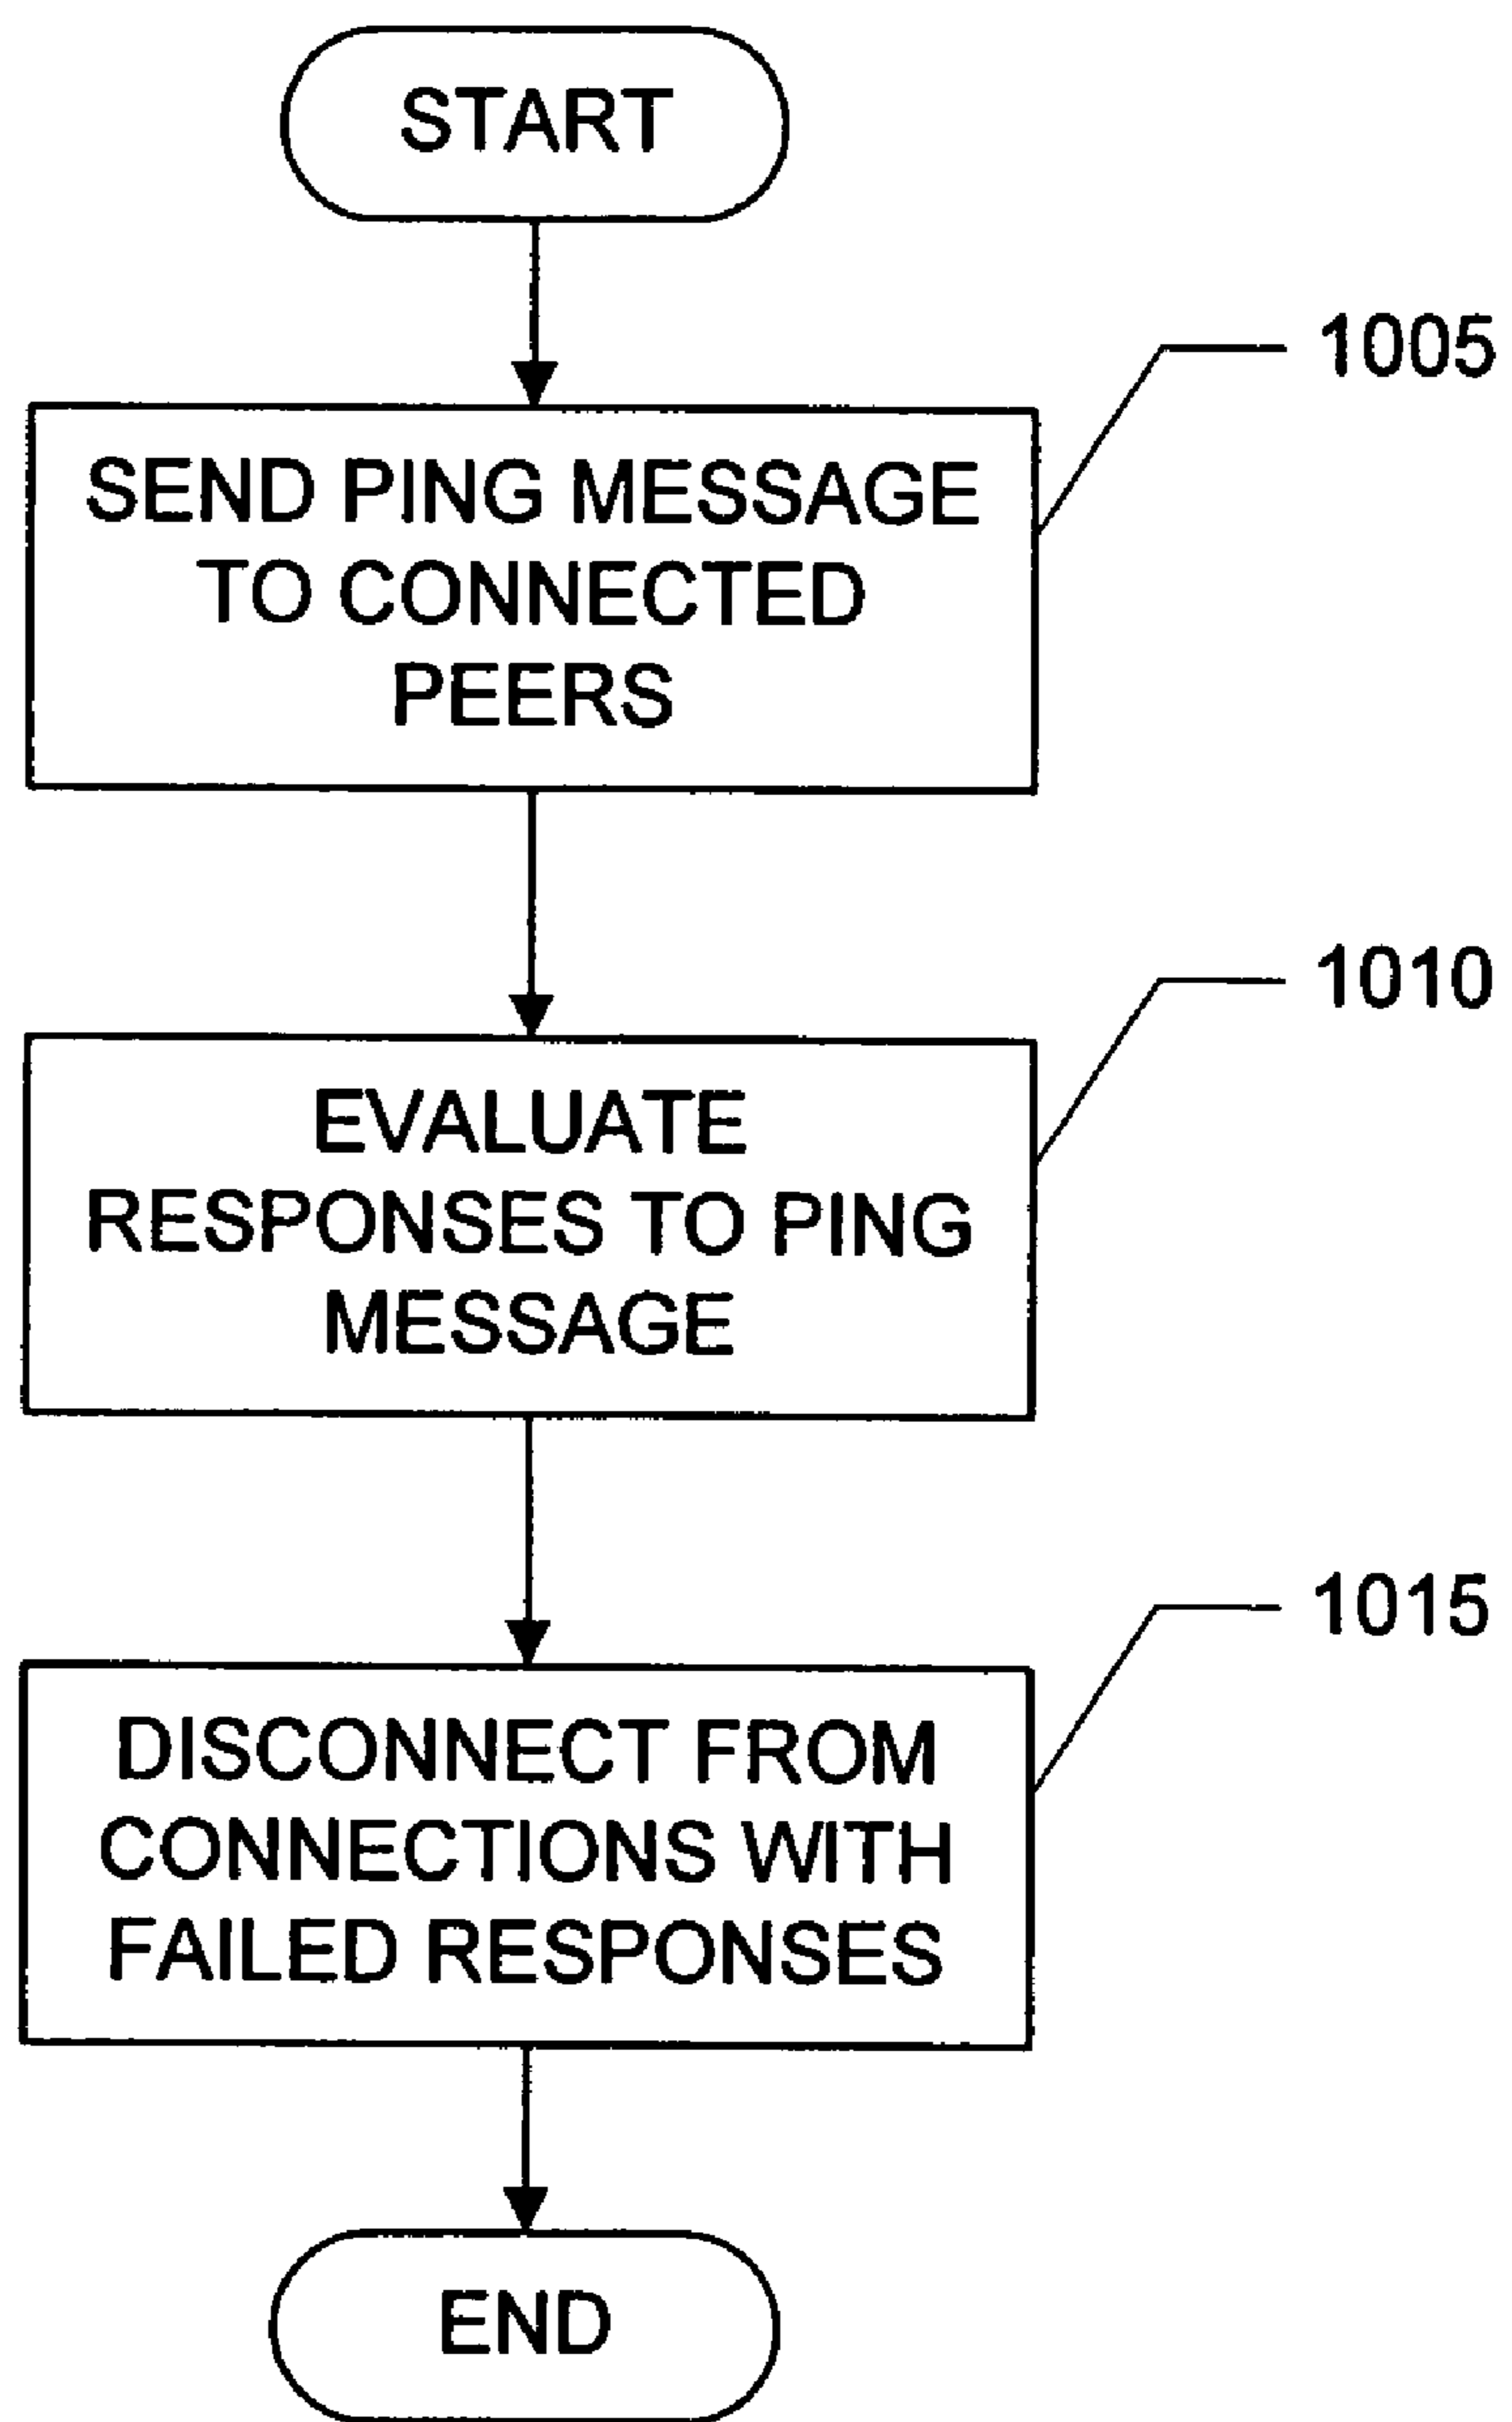 START
1005
SEND PING MESSAGE
TO CONNECTED
PEERS
1010
EVALUATE
RESPONSES TO PING
MESSAGE
1015
DISCONNECT FROM
CONNECTIONS WITH
FAILED RESPONSES
END